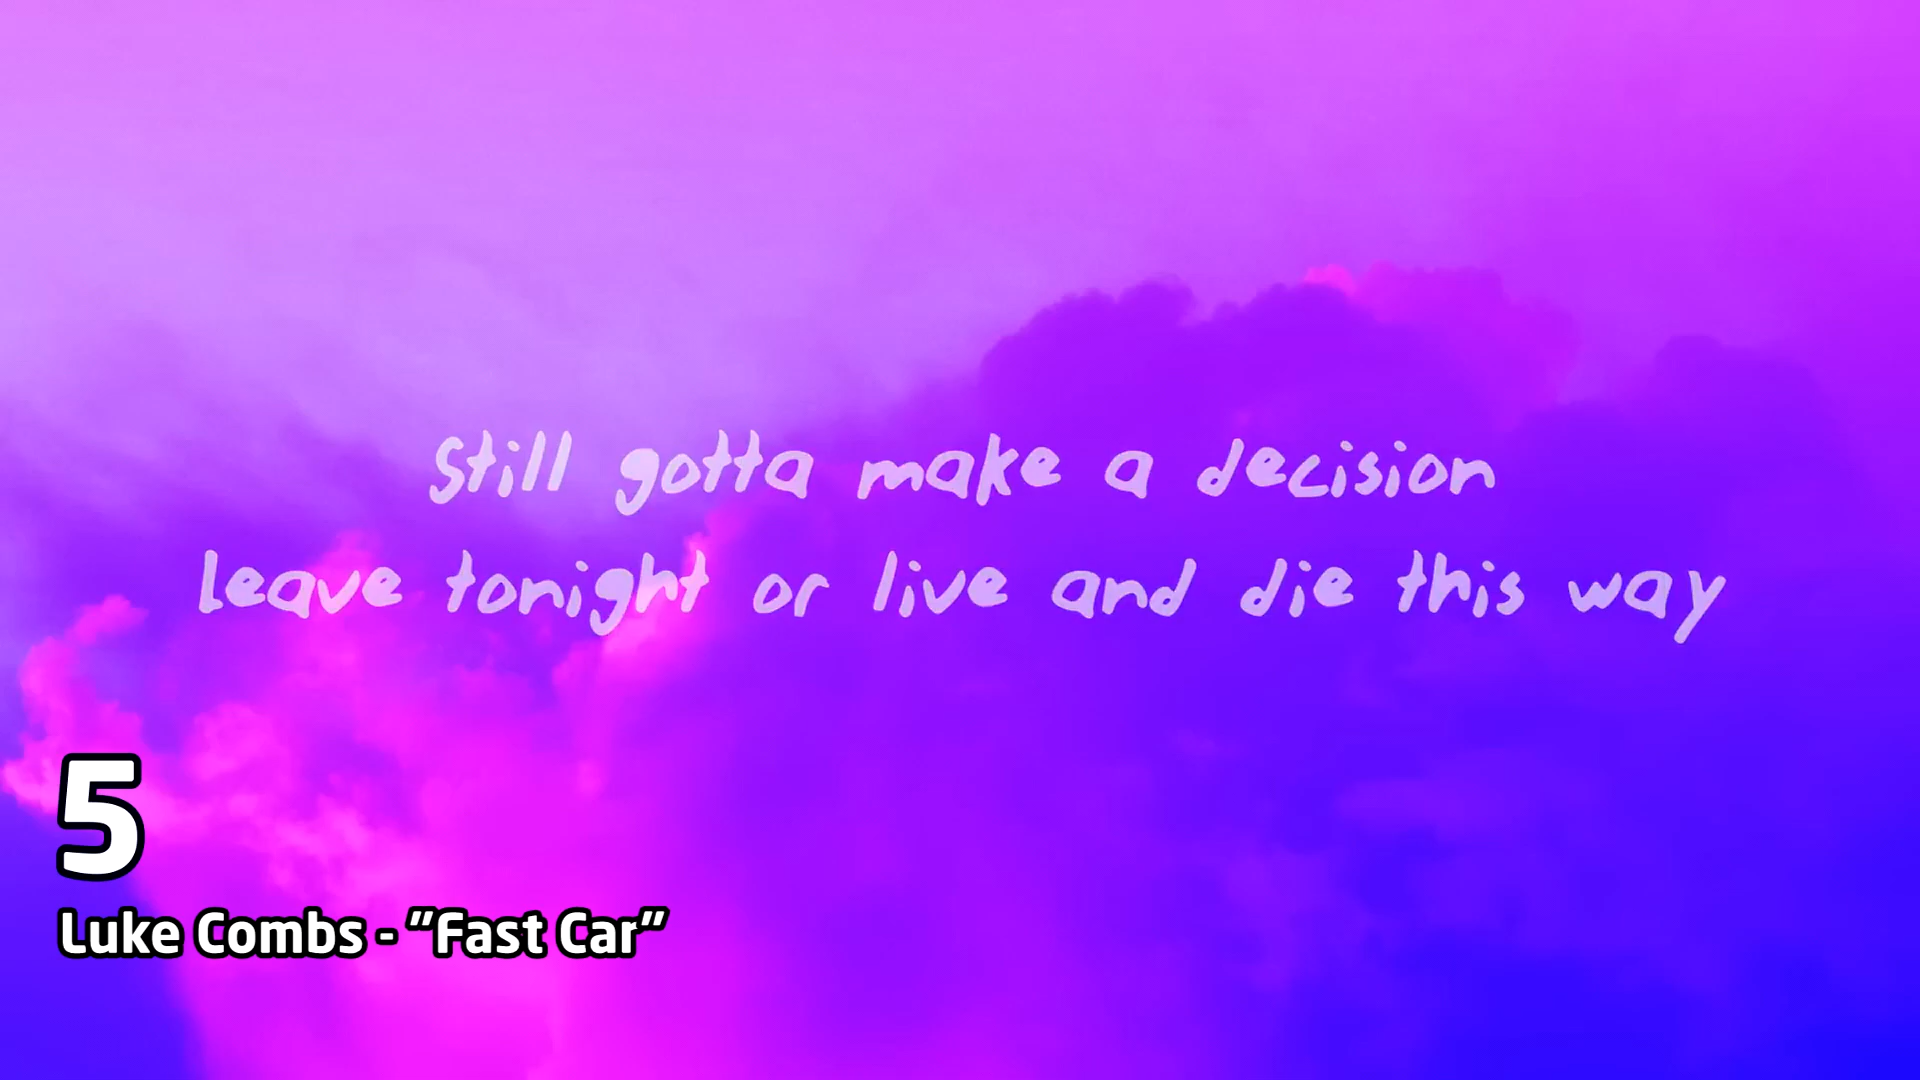 still gotta make a decision
leave tonight or live and die this way
5
Luke Combs - "Fast Car"